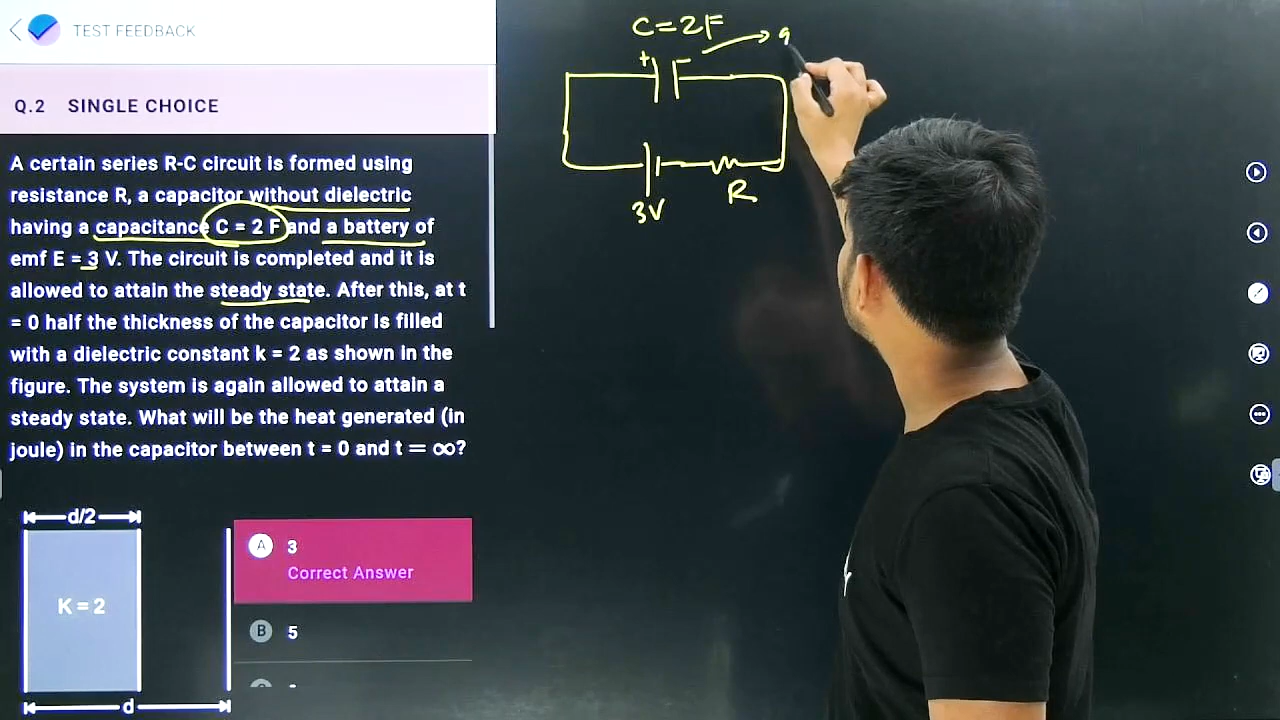 TEST FEEDBACK
Q.2 SINGLE CHOICE
A certain series R-C circuit is formed using
resistance R, a capacitor without dielectric
having a capacitance C = 2 F and a battery of
emf E = 3 V. The circuit is completed and it is
allowed to attain the steady state. After this, at t
= 0 half the thickness of the capacitor is filled
with a dielectric constant k = 2 as shown in the
figure. The system is again allowed to attain a
steady state. What will be the heat generated (in
joule) in the capacitor between t = 0 and t = ∞?
d/2
K = 2
d
A 3
Correct Answer
B 5
C=2F
+
3V
R